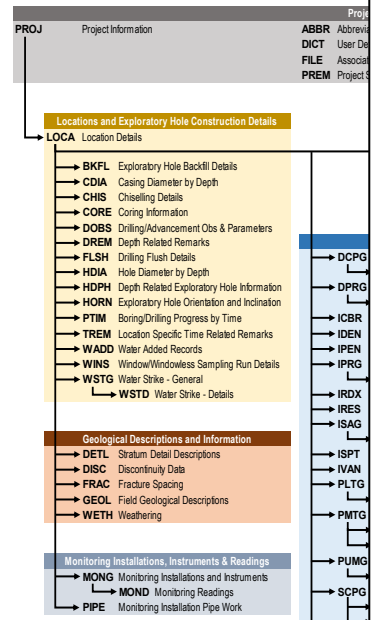 Proje
PROJ Project Information
ABBR Abbrevia
DICT User De
FILE Associat
PREM Project S
Locations and Exploratory Hole Construction Details
LOCA Location Details
BKFL Exploratory Hole Backfill Details
CDIA Casing Diameter by Depth
CHIS Chiselling Details
CORE Coring Information
DOBS Drilling/Advancement Obs & Parameters
DREM Depth Related Remarks
FLSH Drilling Flush Details
HDIA Hole Diameter by Depth
HDPH Depth Related Exploratory Hole Information
HORN Exploratory Hole Orientation and Inclination
PTIM Boring/Drilling Progress by Time
TREM Location Specific Time Related Remarks
WADD Water Added Records
WINS Window/Windowless Sampling Run Details
WSTG Water Strike - General
WSTD Water Strike - Details
Geological Descriptions and Information
DETL Stratum Detail Descriptions
DISC Discontinuity Data
FRAC Fracture Spacing
GEOL Field Geological Descriptions
WETH Weathering
Monitoring Installations, Instruments & Readings
MONG Monitoring Installations and Instruments
MOND Monitoring Readings
PIPE Monitoring Installation Pipe Work
DCPG
DPRG
ICBR
IDEN
IPEN
IPRG
IRDX
IRES
ISAG
ISPT
IVAN
PLTG
PMTG
PUMG
SCPG